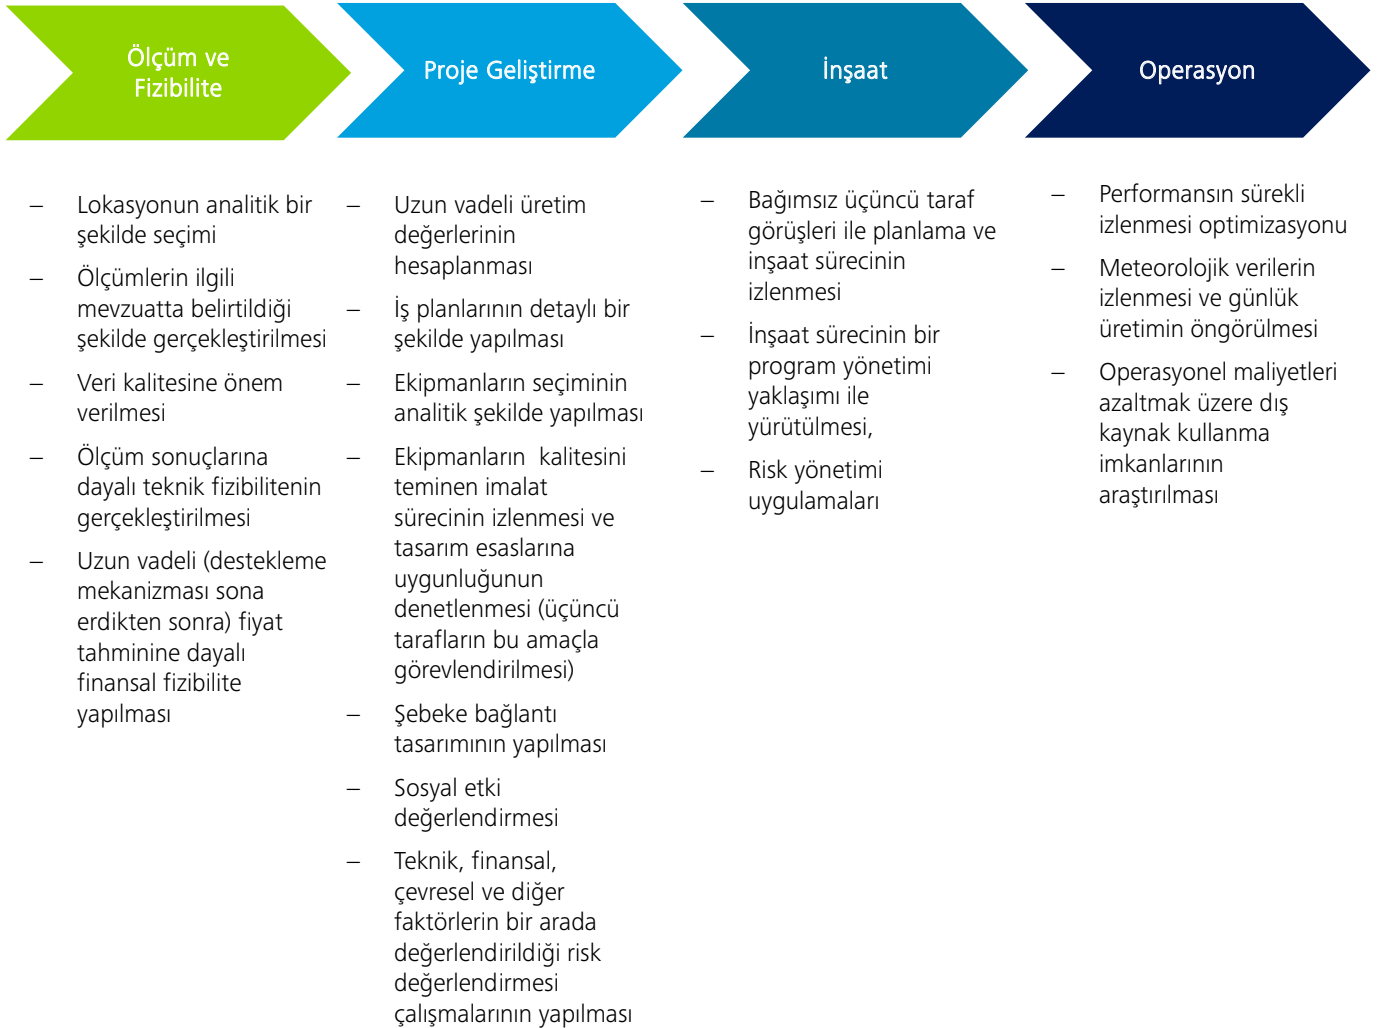 Ölçüm ve
Fizibilite
Proje Geliştirme
İnşaat
Operasyon
– Lokasyonun analitik bir
şekilde seçimi
– Ölçümlerin ilgili
mevzuatta belirtildiği
şekilde gerçekleştirilmesi
– Veri kalitesine önem
verilmesi
– Ölçüm sonuçlarına
dayalı teknik fizibilitenin
gerçekleştirilmesi
– Uzun vadeli (destekleme
mekanizması sona
erdikten sonra) fiyat
tahminine dayalı
finansal fizibilite
yapılması
– Uzun vadeli üretim
değerlerinin
hesaplanması
– İş planlarının detaylı bir
şekilde yapılması
– Ekipmanların seçiminin
analitik şekilde yapılması
– Ekipmanların  kalitesini
teminen imalat
sürecinin izlenmesi ve
tasarım esaslarına
uygunluğunun
denetlenmesi (üçüncü
tarafların bu amaçla
görevlendirilmesi)
– Şebeke bağlantı
tasarımının yapılması
– Sosyal etki
değerlendirmesi
– Teknik, finansal,
çevresel ve diğer
faktörlerin bir arada
değerlendirildiği risk
değerlendirmesi
çalışmalarının yapılması
– Bağımsız üçüncü taraf
görüşleri ile planlama ve
inşaat sürecinin
izlenmesi
– İnşaat sürecinin bir
program yönetimi
yaklaşımı ile
yürütülmesi,
– Risk yönetimi
uygulamaları
– Performansın sürekli
izlenmesi optimizasyonu
– Meteorolojik verilerin
izlenmesi ve günlük
üretimin öngörülmesi
– Operasyonel maliyetleri
azaltmak üzere dış
kaynak kullanma
imkanlarının
araştırılması